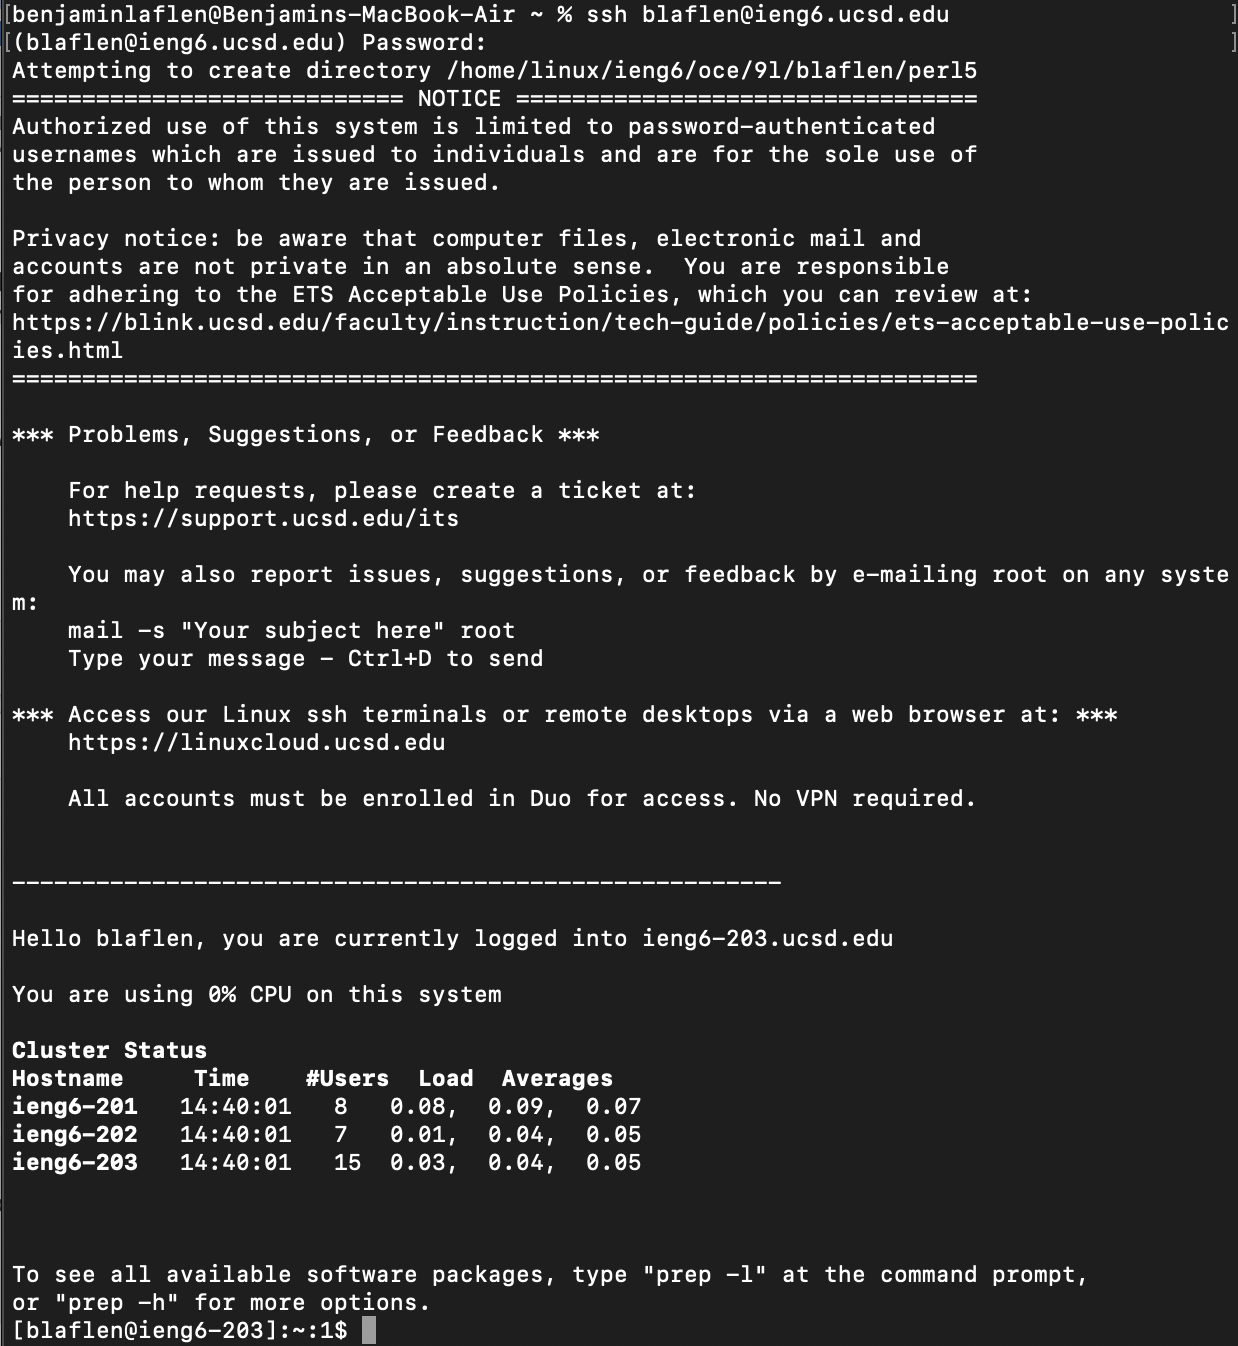 [benjaminlaflen@Benjamins-MacBook-Air ~ % ssh blaflen@ieng6.ucsd.edu ]
[(blaflen@ieng6.ucsd.edu) Password: ]
Attempting to create directory /home/linux/ieng6/oce/9l/blaflen/perl5
============================ NOTICE =================================
Authorized use of this system is limited to password-authenticated
usernames which are issued to individuals and are for the sole use of
the person to whom they are issued.

Privacy notice: be aware that computer files, electronic mail and
accounts are not private in an absolute sense.  You are responsible
for adhering to the ETS Acceptable Use Policies, which you can review at:
https://blink.ucsd.edu/faculty/instruction/tech-guide/policies/ets-acceptable-use-polic
ies.html
=====================================================================

*** Problems, Suggestions, or Feedback ***

    For help requests, please create a ticket at:
    https://support.ucsd.edu/its

    You may also report issues, suggestions, or feedback by e-mailing root on any syste
m:
    mail -s "Your subject here" root
    Type your message - Ctrl+D to send

*** Access our Linux ssh terminals or remote desktops via a web browser at: ***
    https://linuxcloud.ucsd.edu

    All accounts must be enrolled in Duo for access. No VPN required.

-------------------------------------------------------

Hello blaflen, you are currently logged into ieng6-203.ucsd.edu

You are using 0% CPU on this system

Cluster Status
Hostname     Time    #Users  Load  Averages
ieng6-201   14:40:01   8   0.08,  0.09,  0.07
ieng6-202   14:40:01   7   0.01,  0.04,  0.05
ieng6-203   14:40:01   15  0.03,  0.04,  0.05

To see all available software packages, type "prep -l" at the command prompt,
or "prep -h" for more options.
[blaflen@ieng6-203]:~:1$